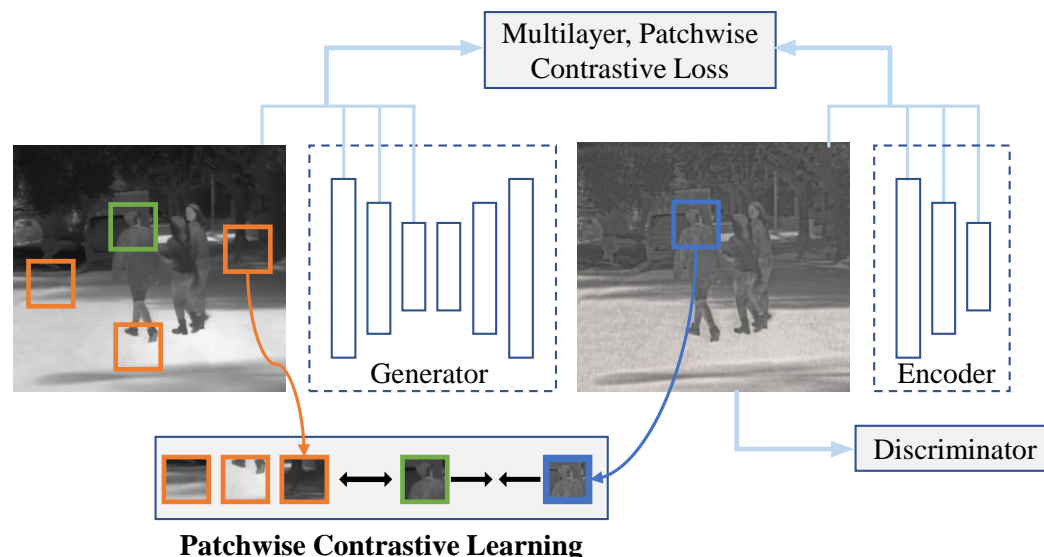 Multilayer, Patchwise
Contrastive Loss
Generator
Encoder
Discriminator
Patchwise Contrastive Learning